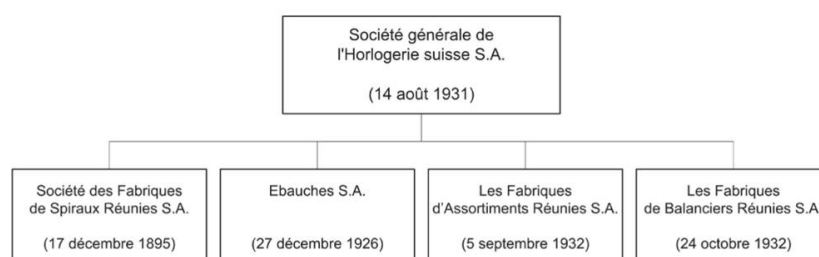 Société générale de
l'Horlogerie suisse S.A.
(14 août 1931)
Société des Fabriques
de Spiraux Réunies S.A.
(17 décembre 1895)
Ebauches S.A.
(27 décembre 1926)
Les Fabriques
d'Assortiments Réunies S.A.
(5 septembre 1932)
Les Fabriques
de Balanciers Réunies S.A
(24 octobre 1932)